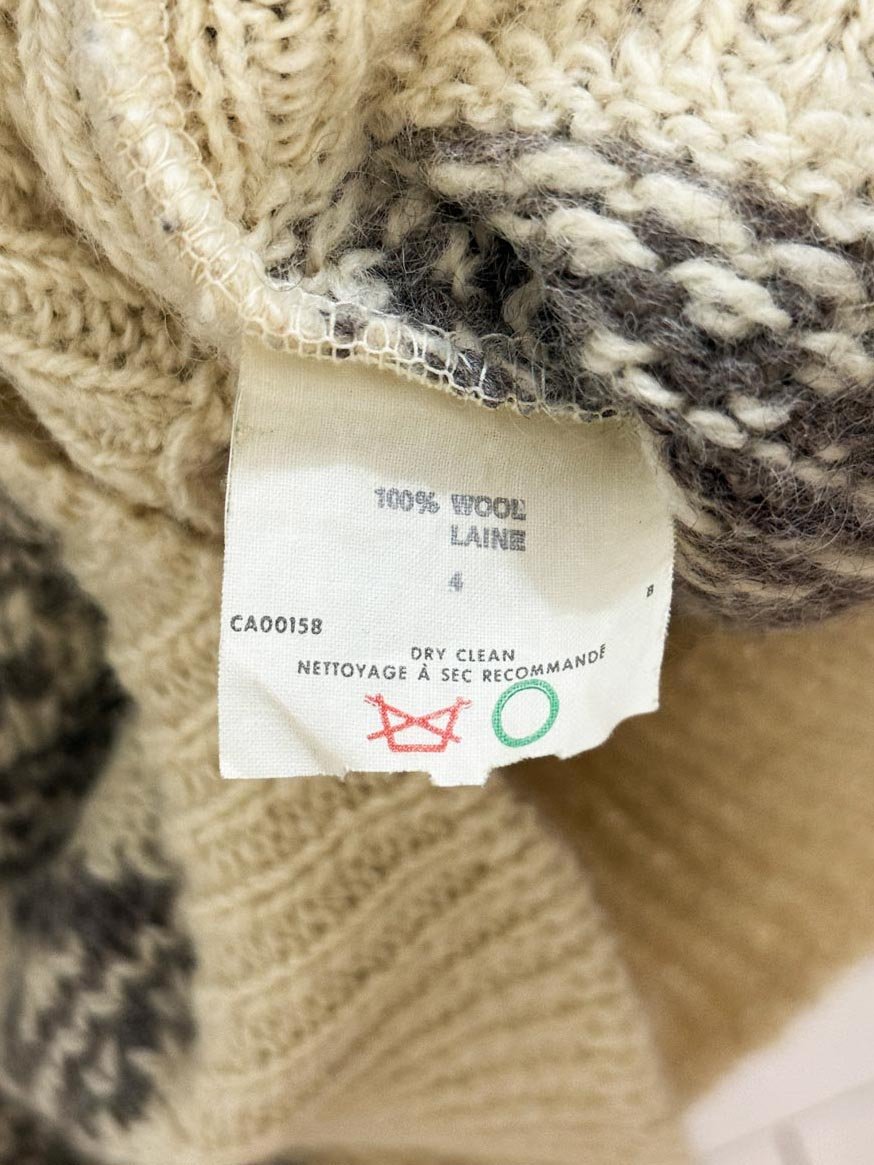 100% WOOL
LAINE
4
B
CA00158
DRY CLEAN
NETTOYAGE À SEC RECOMMANDÉ